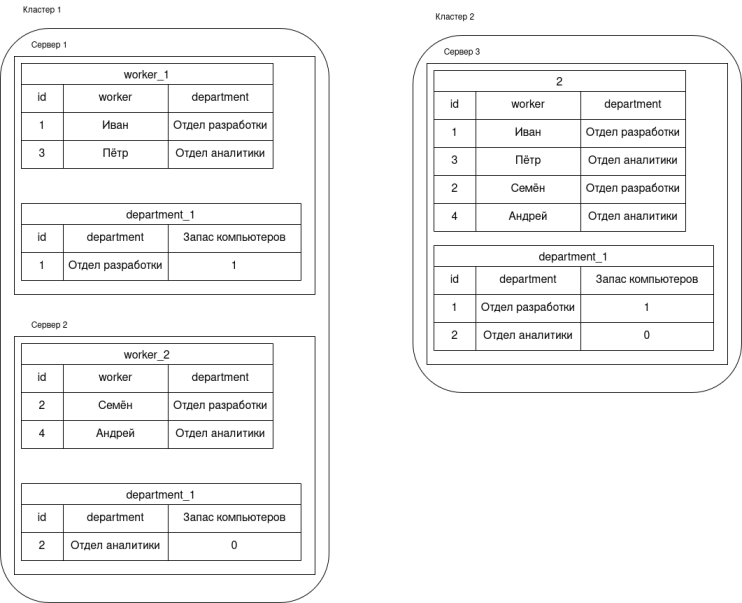 Кластер 1
Сервер 1
worker_1
id worker department
1 Иван Отдел разработки
3 Пётр Отдел аналитики
department_1
id department Запас компьютеров
1 Отдел разработки 1
Сервер 2
worker_2
id worker department
2 Семён Отдел разработки
4 Андрей Отдел аналитики
department_1
id department Запас компьютеров
2 Отдел аналитики 0
Кластер 2
Сервер 3
2
id worker department
1 Иван Отдел разработки
3 Пётр Отдел аналитики
2 Семён Отдел разработки
4 Андрей Отдел аналитики
department_1
id department Запас компьютеров
1 Отдел разработки 1
2 Отдел аналитики 0